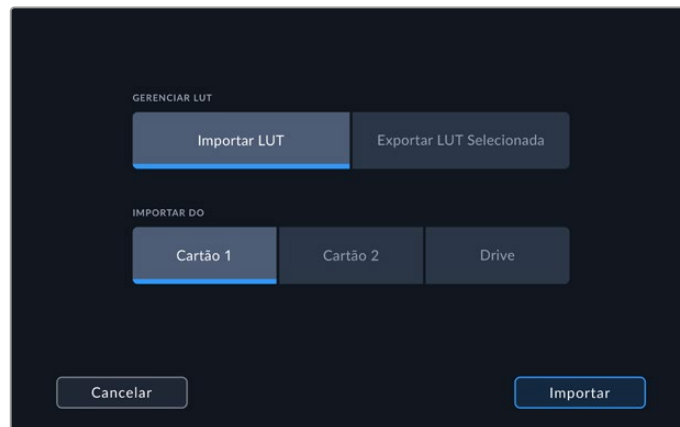 GERENCIAR LUT
Importar LUT Exportar LUT Selecionada
IMPORTAR DO
Cartão 1 Cartão 2 Drive
Cancelar Importar